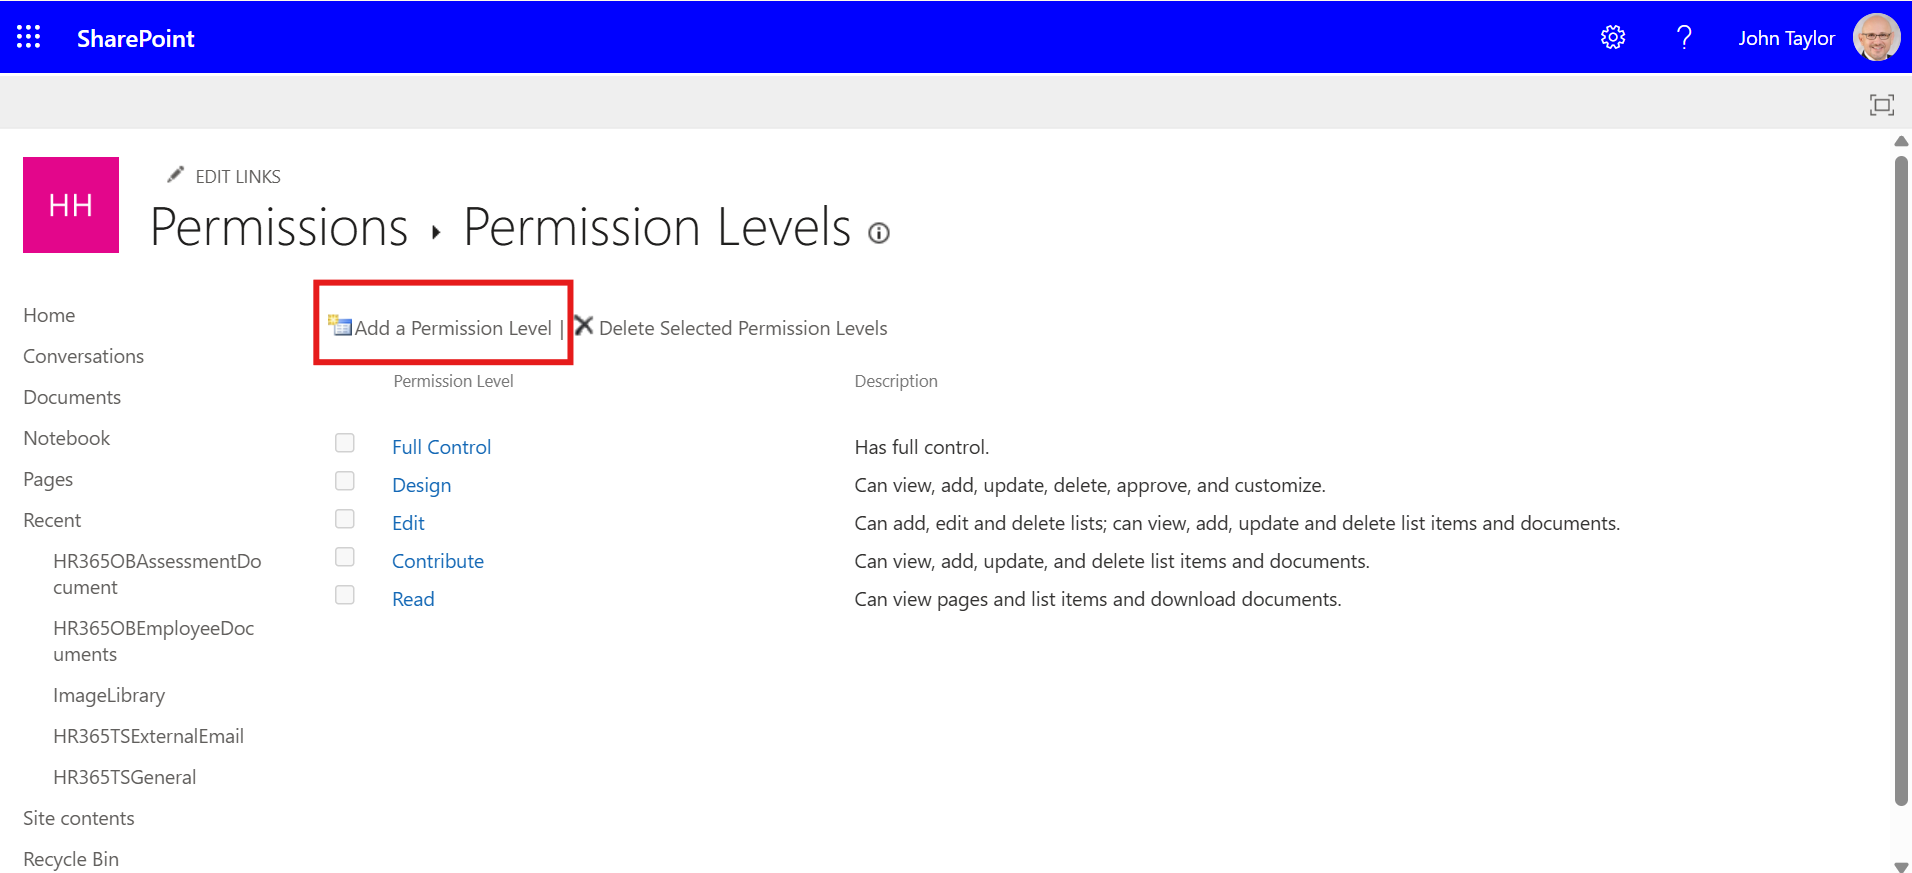 SharePoint
John Taylor
HH
EDIT LINKS
Permissions ▸ Permission Levels
Home
Conversations
Documents
Notebook
Pages
Recent
HR365OBAssessmentDo
cument
HR365OBEmployeeDoc
uments
ImageLibrary
HR365TSExternalEmail
HR365TSGeneral
Site contents
Recycle Bin
Add a Permission Level | Delete Selected Permission Levels
Permission Level Description
Full Control Has full control.
Design Can view, add, update, delete, approve, and customize.
Edit Can add, edit and delete lists; can view, add, update and delete list items and documents.
Contribute Can view, add, update, and delete list items and documents.
Read Can view pages and list items and download documents.